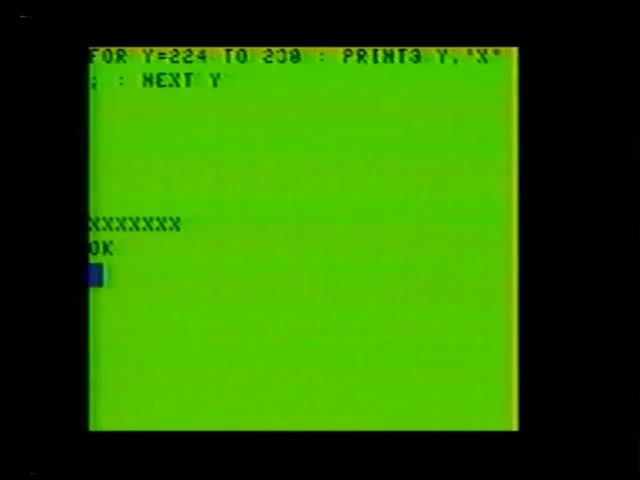 FOR Y=224 TO 230 : PRINT@ Y,"X"
; : NEXT Y
XXXXXXX
OK